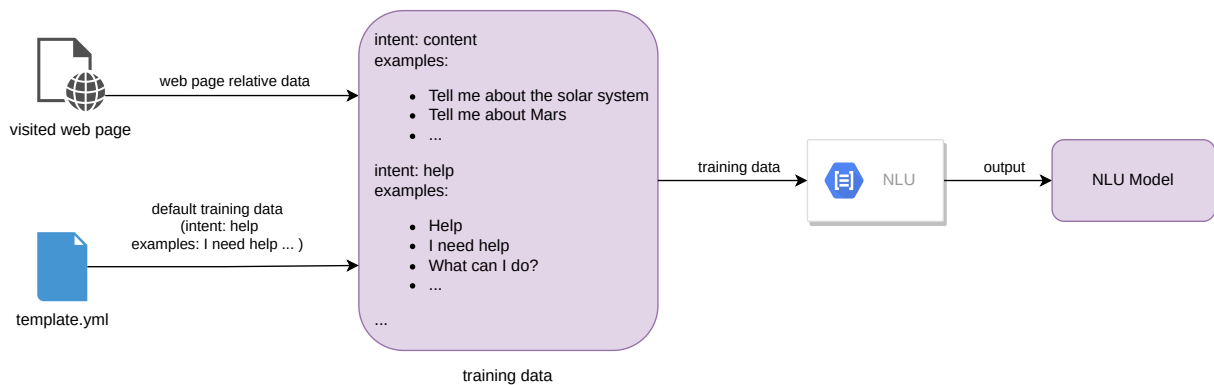 visited web page
web page relative data
template.yml
default training data
(intent: help
examples: I need help ... )
intent: content
examples:
• Tell me about the solar system
• Tell me about Mars
• ...
intent: help
examples:
• Help
• I need help
• What can I do?
• ...
...
training data
training data
NLU
output
NLU Model